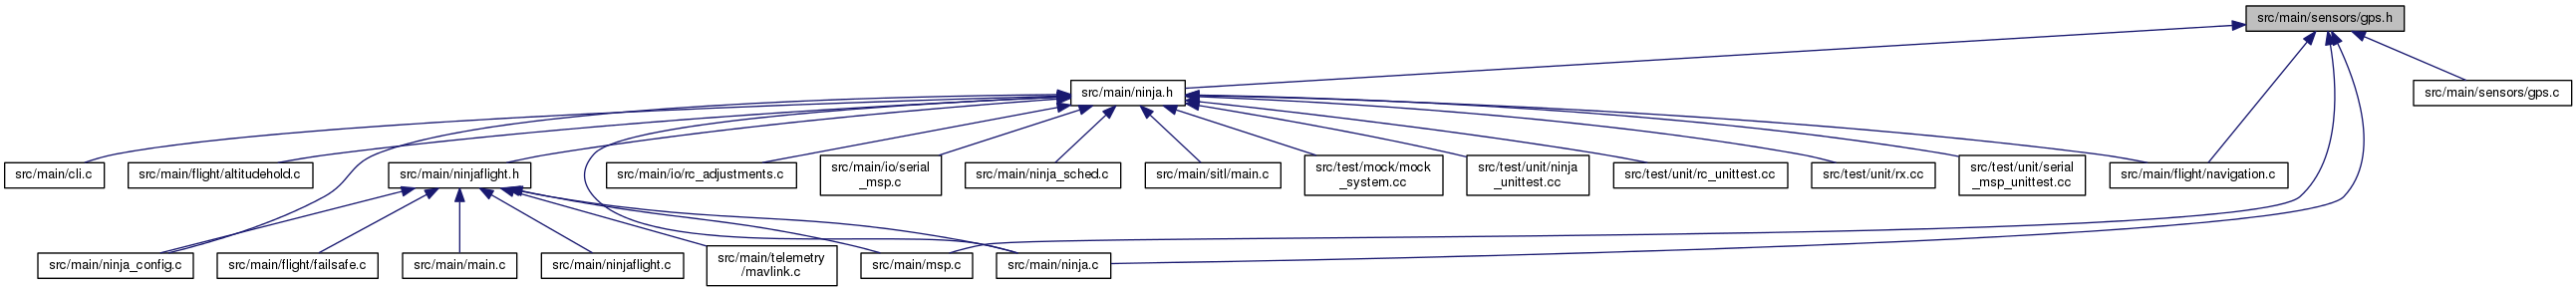 src/main/sensors/gps.h
src/main/ninja.h
src/main/sensors/gps.c
src/main/cli.c
src/main/flight/altitudehold.c
src/main/ninjaflight.h
src/main/io/rc_adjustments.c
src/main/io/serial
_msp.c
src/main/ninja_sched.c
src/main/sitl/main.c
src/test/mock/mock
_system.cc
src/test/unit/ninja
_unittest.cc
src/test/unit/rc_unittest.cc
src/test/unit/rx.cc
src/test/unit/serial
_msp_unittest.cc
src/main/flight/navigation.c
src/main/ninja_config.c
src/main/flight/failsafe.c
src/main/main.c
src/main/ninjaflight.c
src/main/telemetry
/mavlink.c
src/main/msp.c
src/main/ninja.c